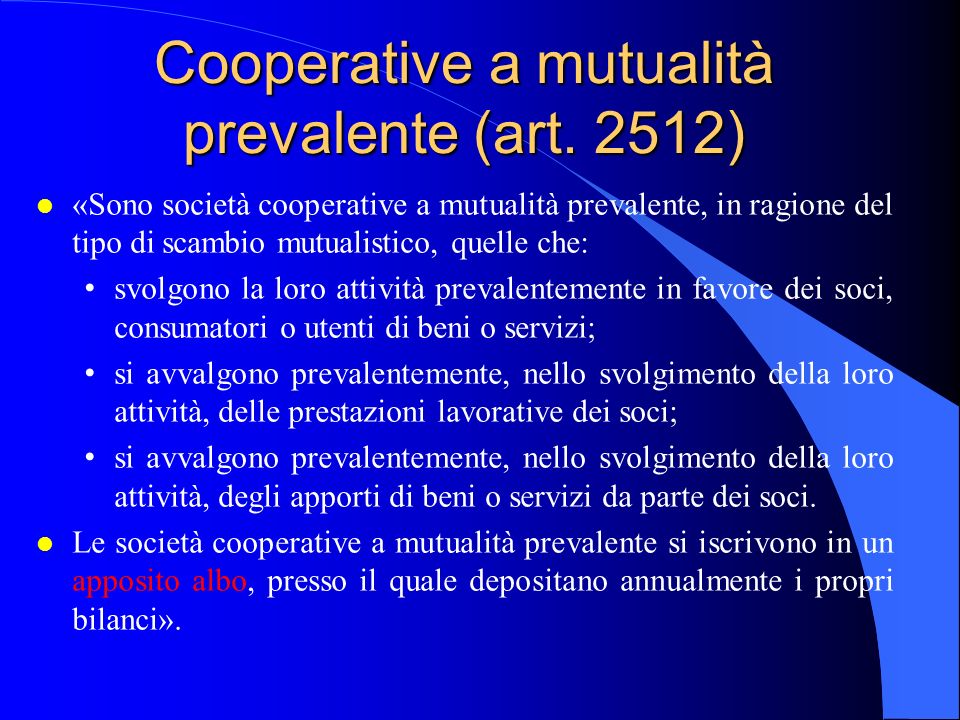 Cooperative a mutualità
prevalente (art. 2512)
● «Sono società cooperative a mutualità prevalente, in ragione del
tipo di scambio mutualistico, quelle che:
• svolgono la loro attività prevalentemente in favore dei soci,
consumatori o utenti di beni o servizi;
• si avvalgono prevalentemente, nello svolgimento della loro
attività, delle prestazioni lavorative dei soci;
• si avvalgono prevalentemente, nello svolgimento della loro
attività, degli apporti di beni o servizi da parte dei soci.
● Le società cooperative a mutualità prevalente si iscrivono in un
apposito albo, presso il quale depositano annualmente i propri
bilanci».